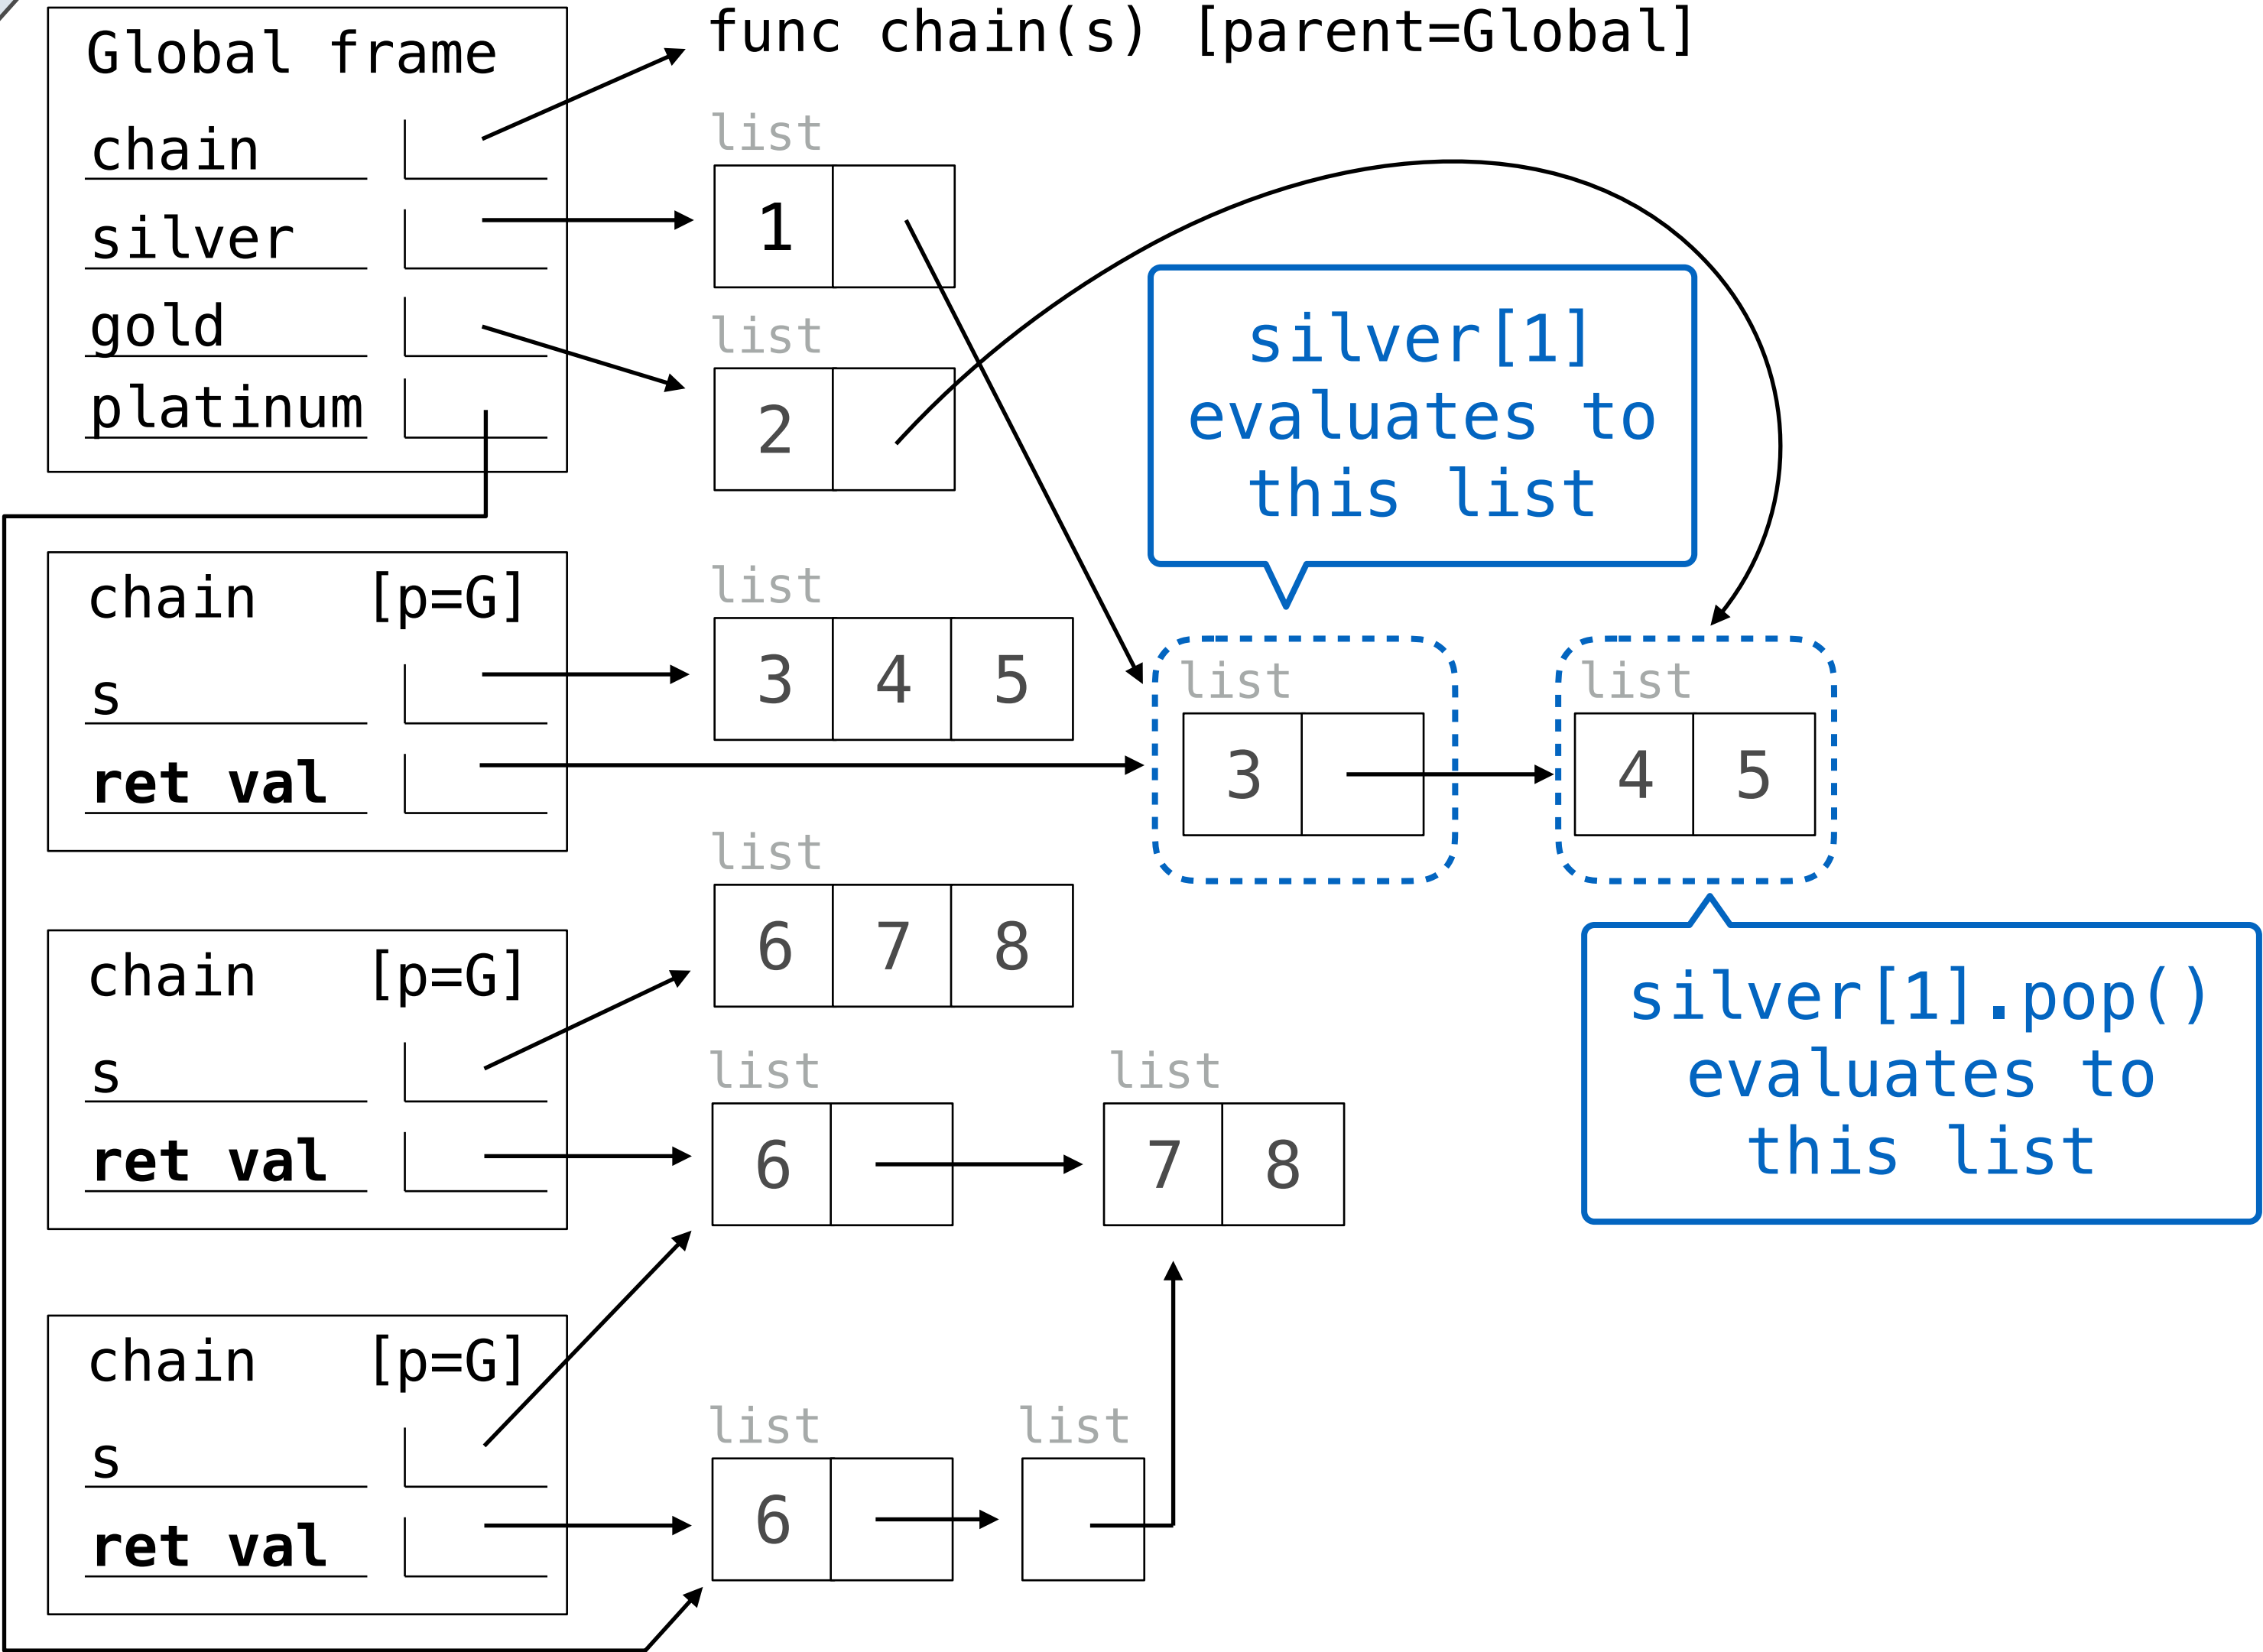 Global frame
func chain(s) [parent=Global]
chain
list
silver
1
gold
list
platinum
2
silver[1]
evaluates to
this list
chain [p=G]
list
s
3 4 5
ret val
list
3
list
4 5
list
6 7 8
chain [p=G]
s
ret val
list
6
list
7 8
silver[1].pop()
evaluates to
this list
chain [p=G]
s
ret val
list
6
list